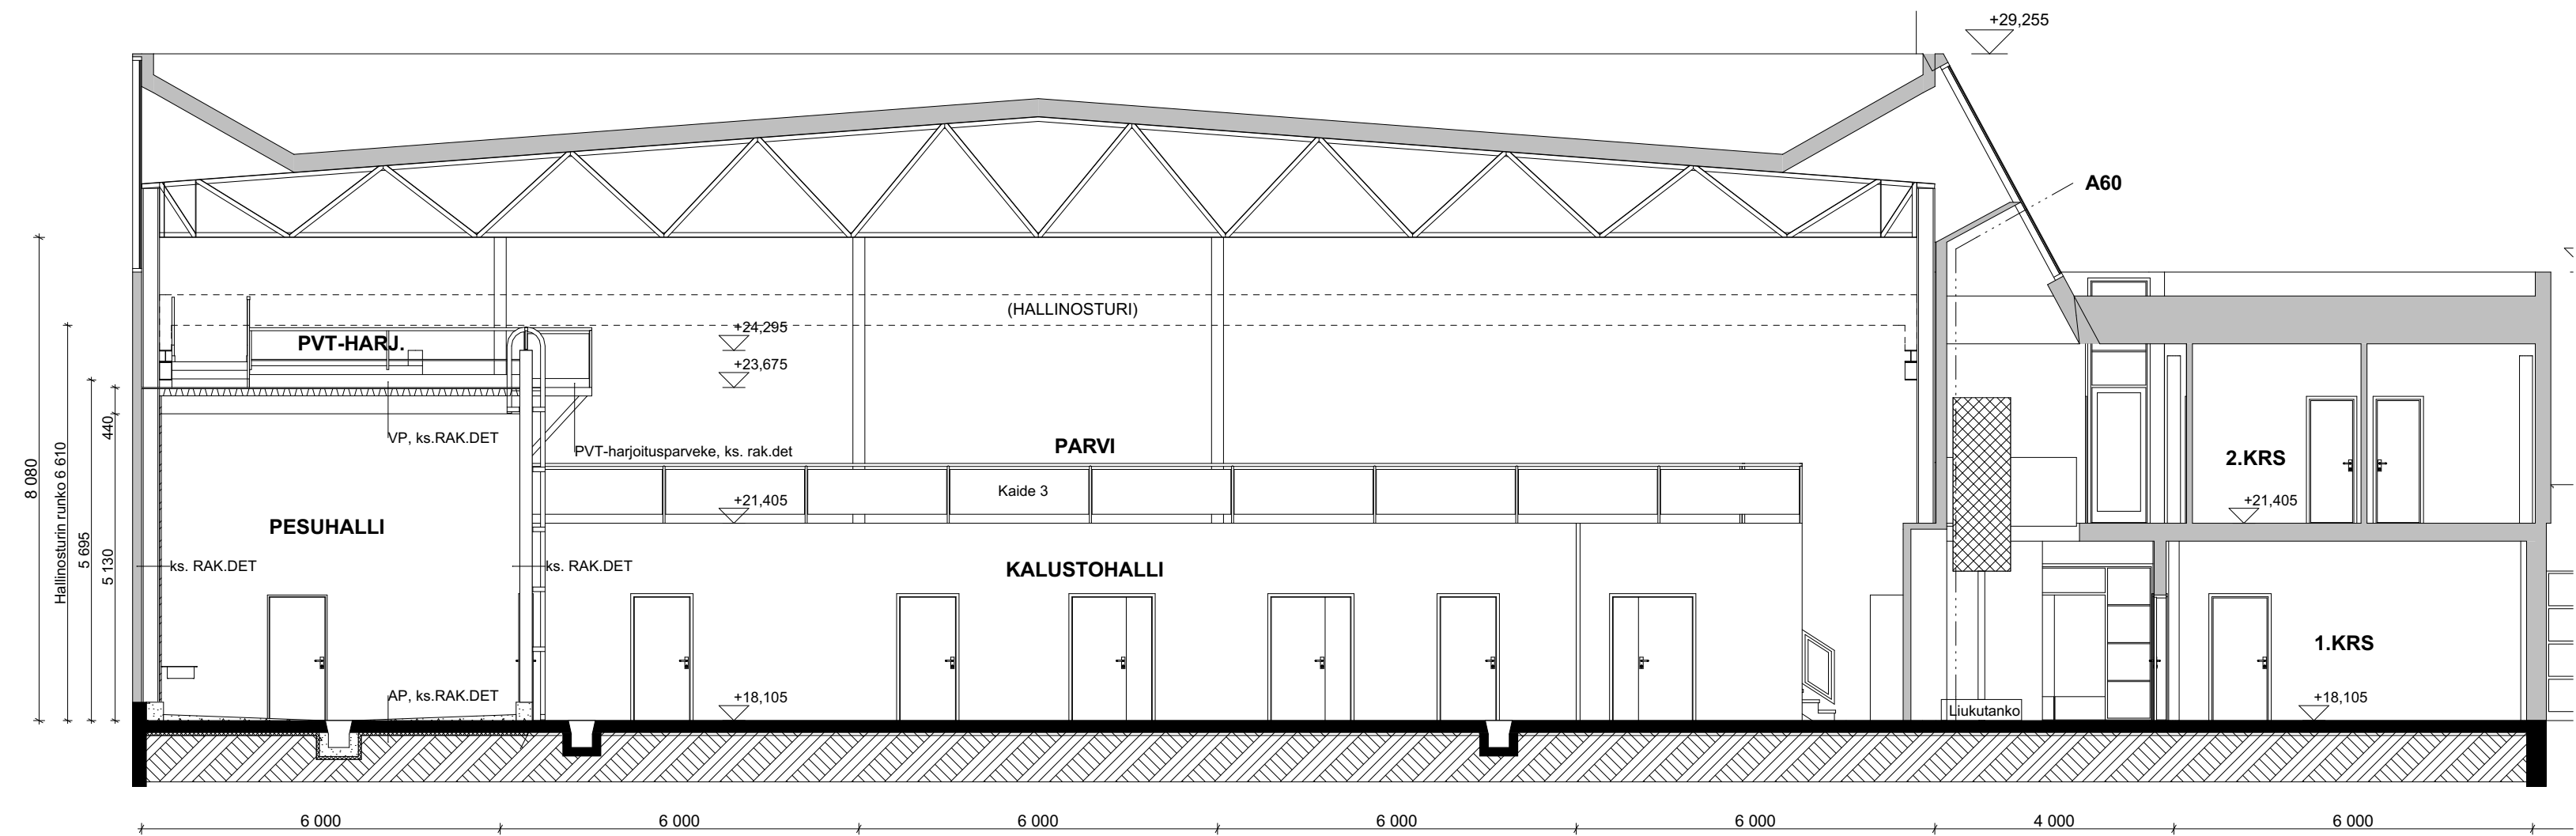 +29,255
A60
(HALLINOSTURI)
+24,295
PVT-HARJ.
+23,675
440
VP, ks.RAK.DET
PVT-harjoitusparveke, ks. rak.det
PARVI
2.KRS
8 080
Hallinosturin runko 6 610
5 695
5 130
Kaide 3
+21,405
+21,405
PESUHALLI
ks. RAK.DET
ks. RAK.DET
KALUSTOHALLI
1.KRS
AP, ks.RAK.DET
+18,105
+18,105
Liukutanko
6 000
6 000
6 000
6 000
6 000
4 000
6 000